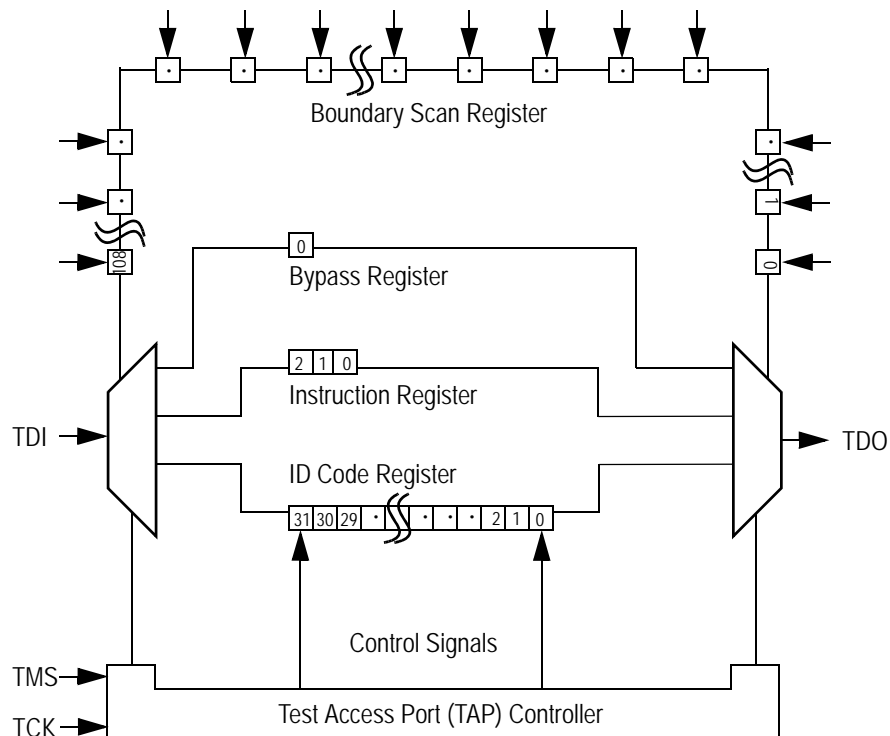 Boundary Scan Register
1
108
0
0
Bypass Register
2 1 0
Instruction Register
TDI
TDO
ID Code Register
31 30 29 · · · · 2 1 0
Control Signals
TMS
Test Access Port (TAP) Controller
TCK